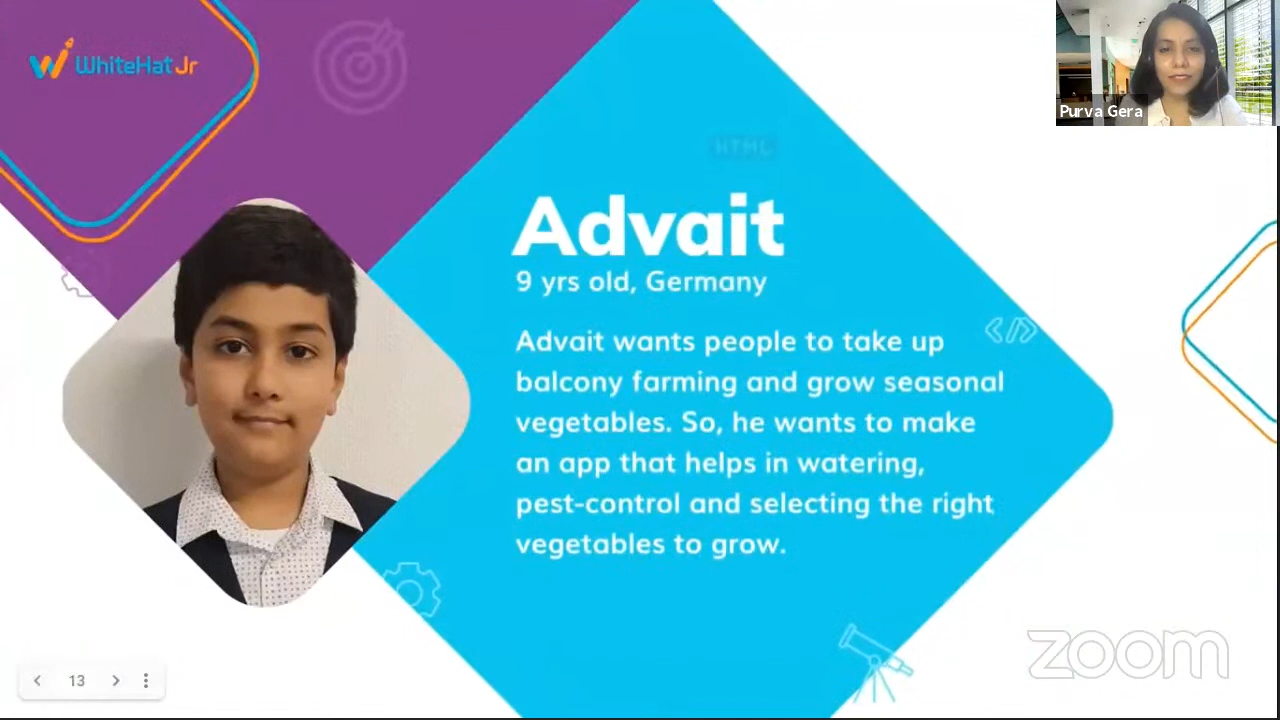 WhiteHat Jr
Purva Gera
HTML
Advait
9 yrs old, Germany
Advait wants people to take up
balcony farming and grow seasonal
vegetables. So, he wants to make
an app that helps in watering,
pest-control and selecting the right
vegetables to grow.
13
zoom